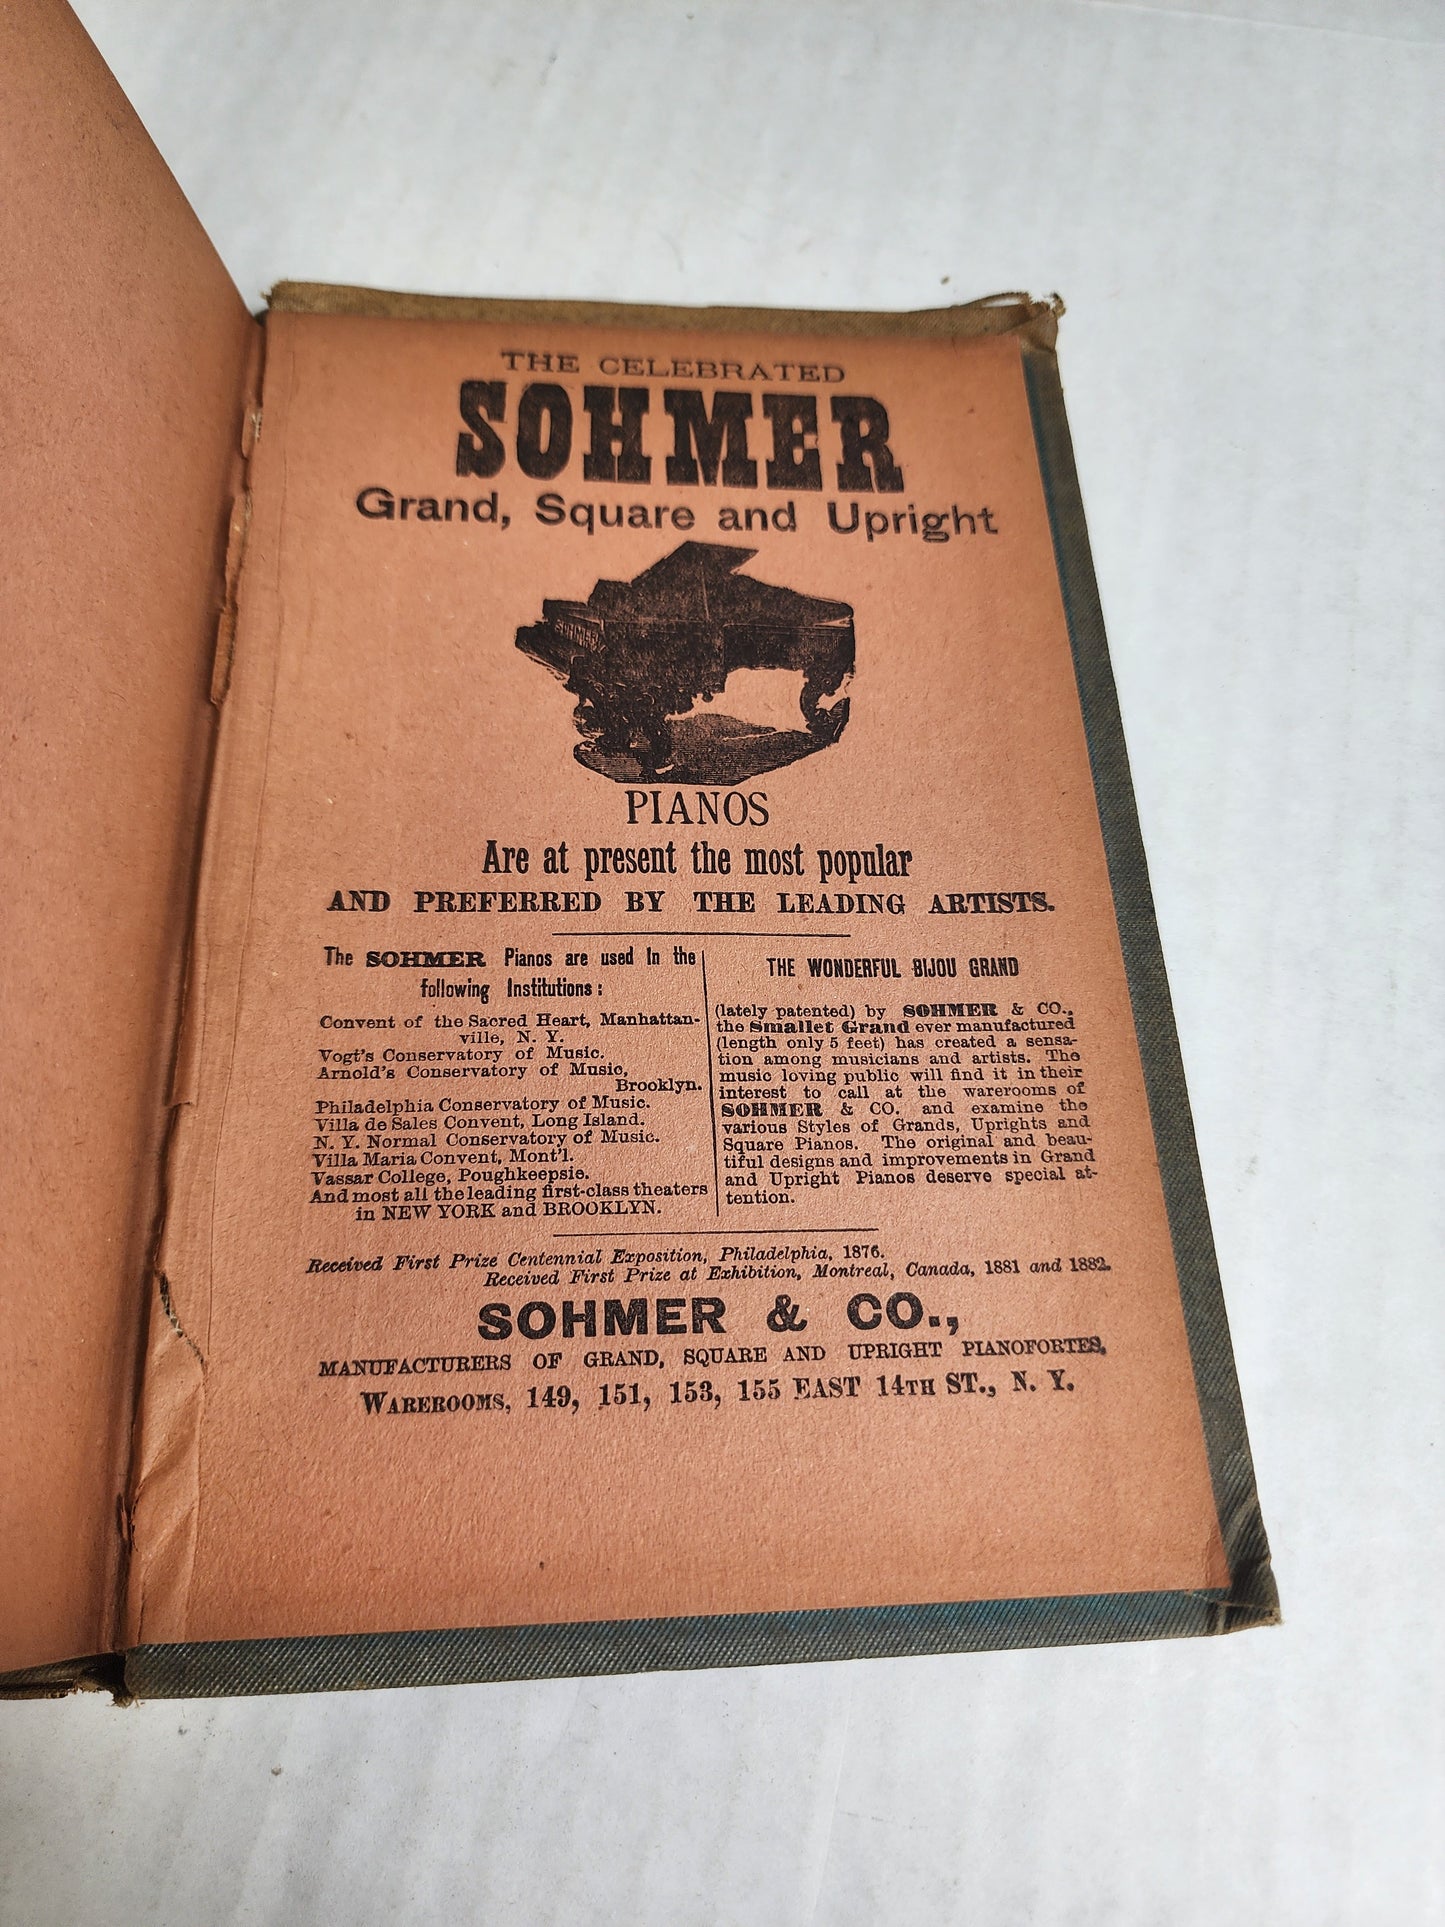 THE CELEBRATED
SOHMER
Grand, Square and Upright
SOHMER
PIANOS
Are at present the most popular
AND PREFERRED BY THE LEADING ARTISTS.
The SOHMER Pianos are used In the
following Institutions:
Convent of the Sacred Heart, Manhattan-
ville, N. Y.
Vogt's Conservatory of Music.
Arnold's Conservatory of Music,
Brooklyn.
Philadelphia Conservatory of Music.
Villa de Sales Convent, Long Island.
N. Y. Normal Conservatory of Music.
Villa Maria Convent, Mont'l.
Vassar College, Poughkeepsie.
And most all the leading first-class theaters
in NEW YORK and BROOKLYN.
THE WONDERFUL BIJOU GRAND
(lately patented) by SOHMER & CO.,
the Smallet Grand ever manufactured
(length only 5 feet) has created a sensa-
tion among musicians and artists. The
music loving public will find it in their
interest to call at the warerooms of
SOHMER & CO. and examine the
various Styles of Grands, Uprights and
Square Pianos. The original and beau-
tiful designs and improvements in Grand
and Upright Pianos deserve special at-
tention.
Received First Prize Centennial Exposition, Philadelphia, 1876.
Received First Prize at Exhibition, Montreal, Canada, 1881 and 1882.
SOHMER & CO.,
MANUFACTURERS OF GRAND, SQUARE AND UPRIGHT PIANOFORTES,
WAREROOMS, 149, 151, 153, 155 EAST 14TH ST., N. Y.